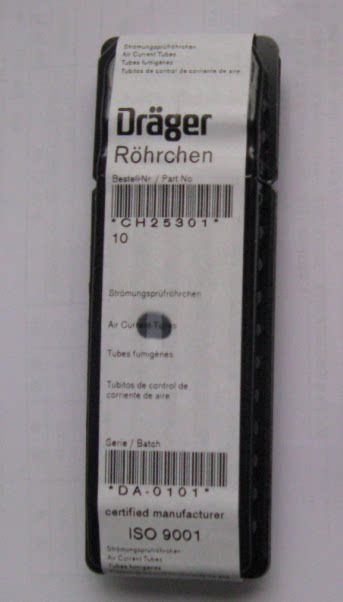 Strömungsprüfröhrchen
Air Current Tubes
Tubes fumigènes
Tubitos de control de corriente de aire
Dräger
Röhrchen
Bestell-Nr. / Part No
*CH25301*
10
Strömungsprüfröhrchen
Air Current Tubes
Tubes fumigènes
Tubitos de control de
corriente de aire
Serie / Batch
*DA-0101*
certified manufacturer
ISO 9001
Strömungsprüfröhrchen
Air Current Tubes
Tubes fumigènes